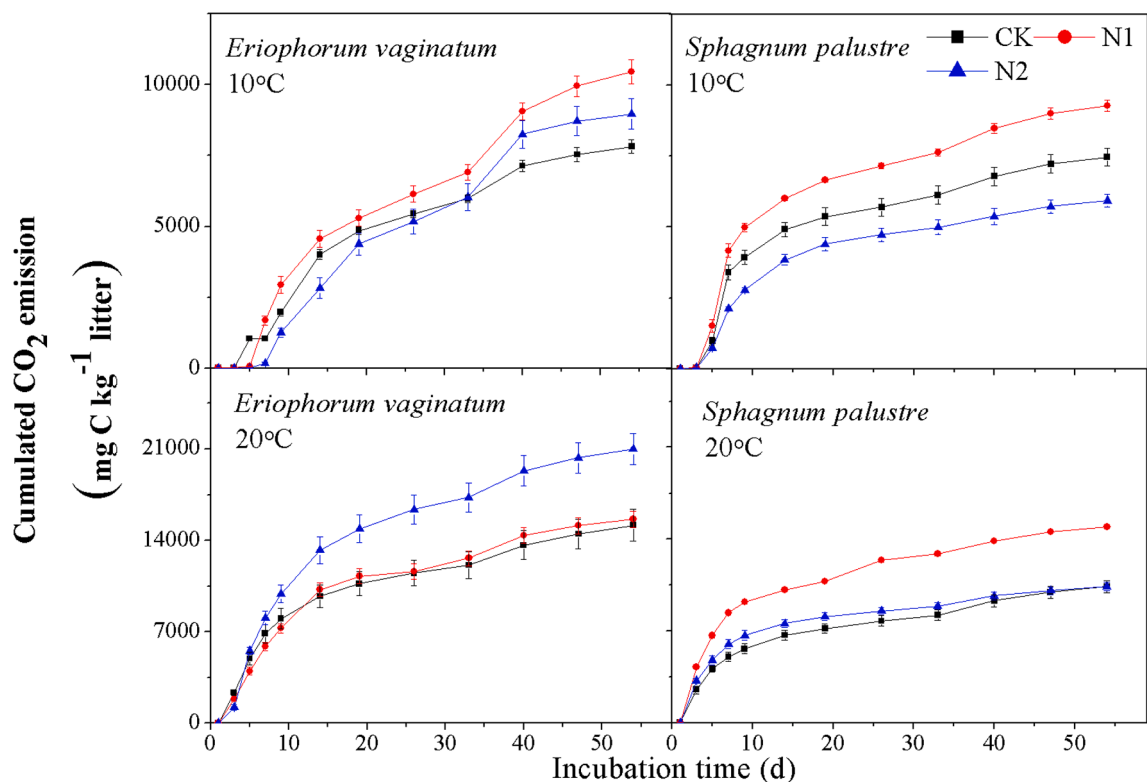 Eriophorum vaginatum
10°C
Sphagnum palustre
10°C
CK
N1
N2
10000
5000
0
Eriophorum vaginatum
20°C
Sphagnum palustre
20°C
21000
14000
7000
0
0 10 20 30 40 50
0 10 20 30 40 50
Incubation time (d)
Cumulated CO2 emission
(mg C kg-1 litter)